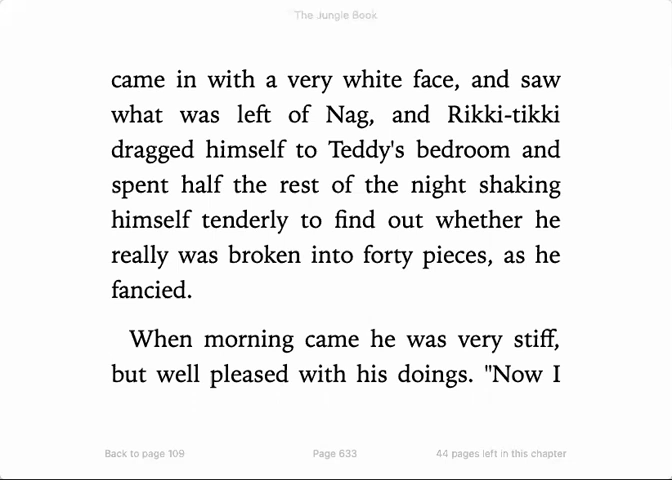 The Jungle Book
came in with a very white face, and saw
what was left of Nag, and Rikki-tikki
dragged himself to Teddy's bedroom and
spent half the rest of the night shaking
himself tenderly to find out whether he
really was broken into forty pieces, as he
fancied.
When morning came he was very stiff,
but well pleased with his doings. "Now I
Back to page 109 Page 633 44 pages left in this chapter